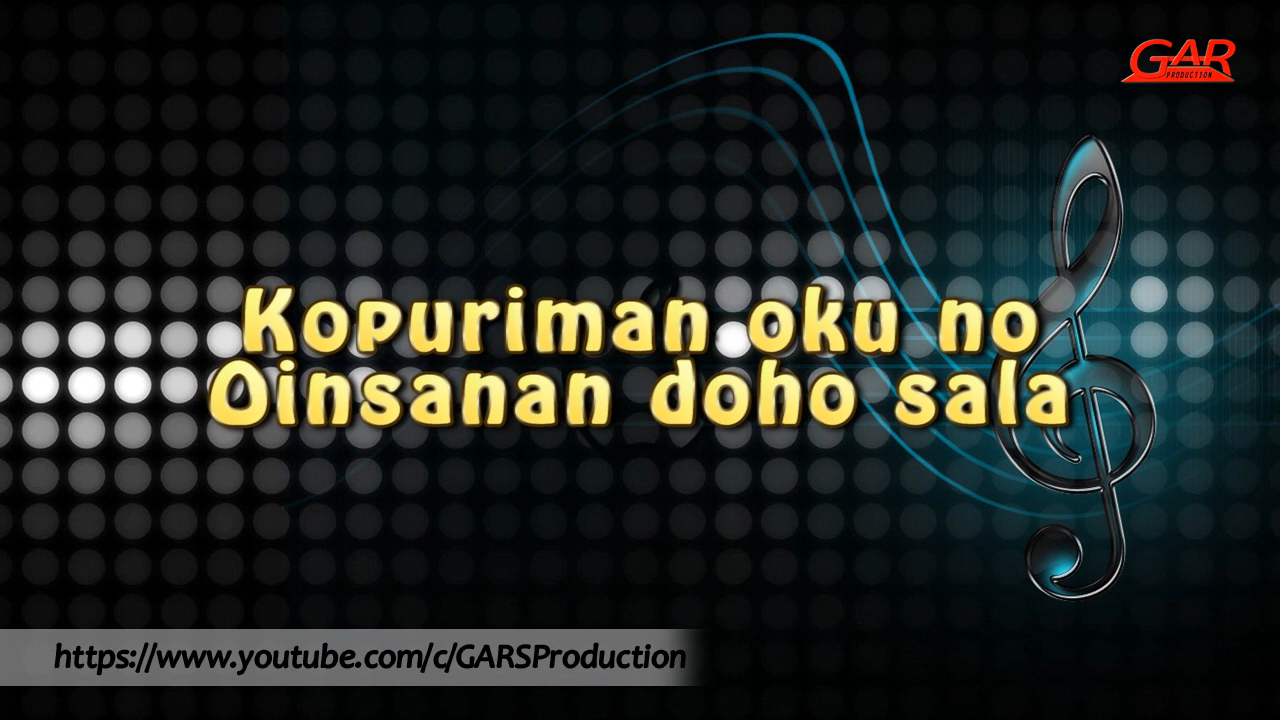 GAR
PRODUCTION
Kopuriman oku no
Oinsanan doho sala
https://www.youtube.com/c/GARSProduction